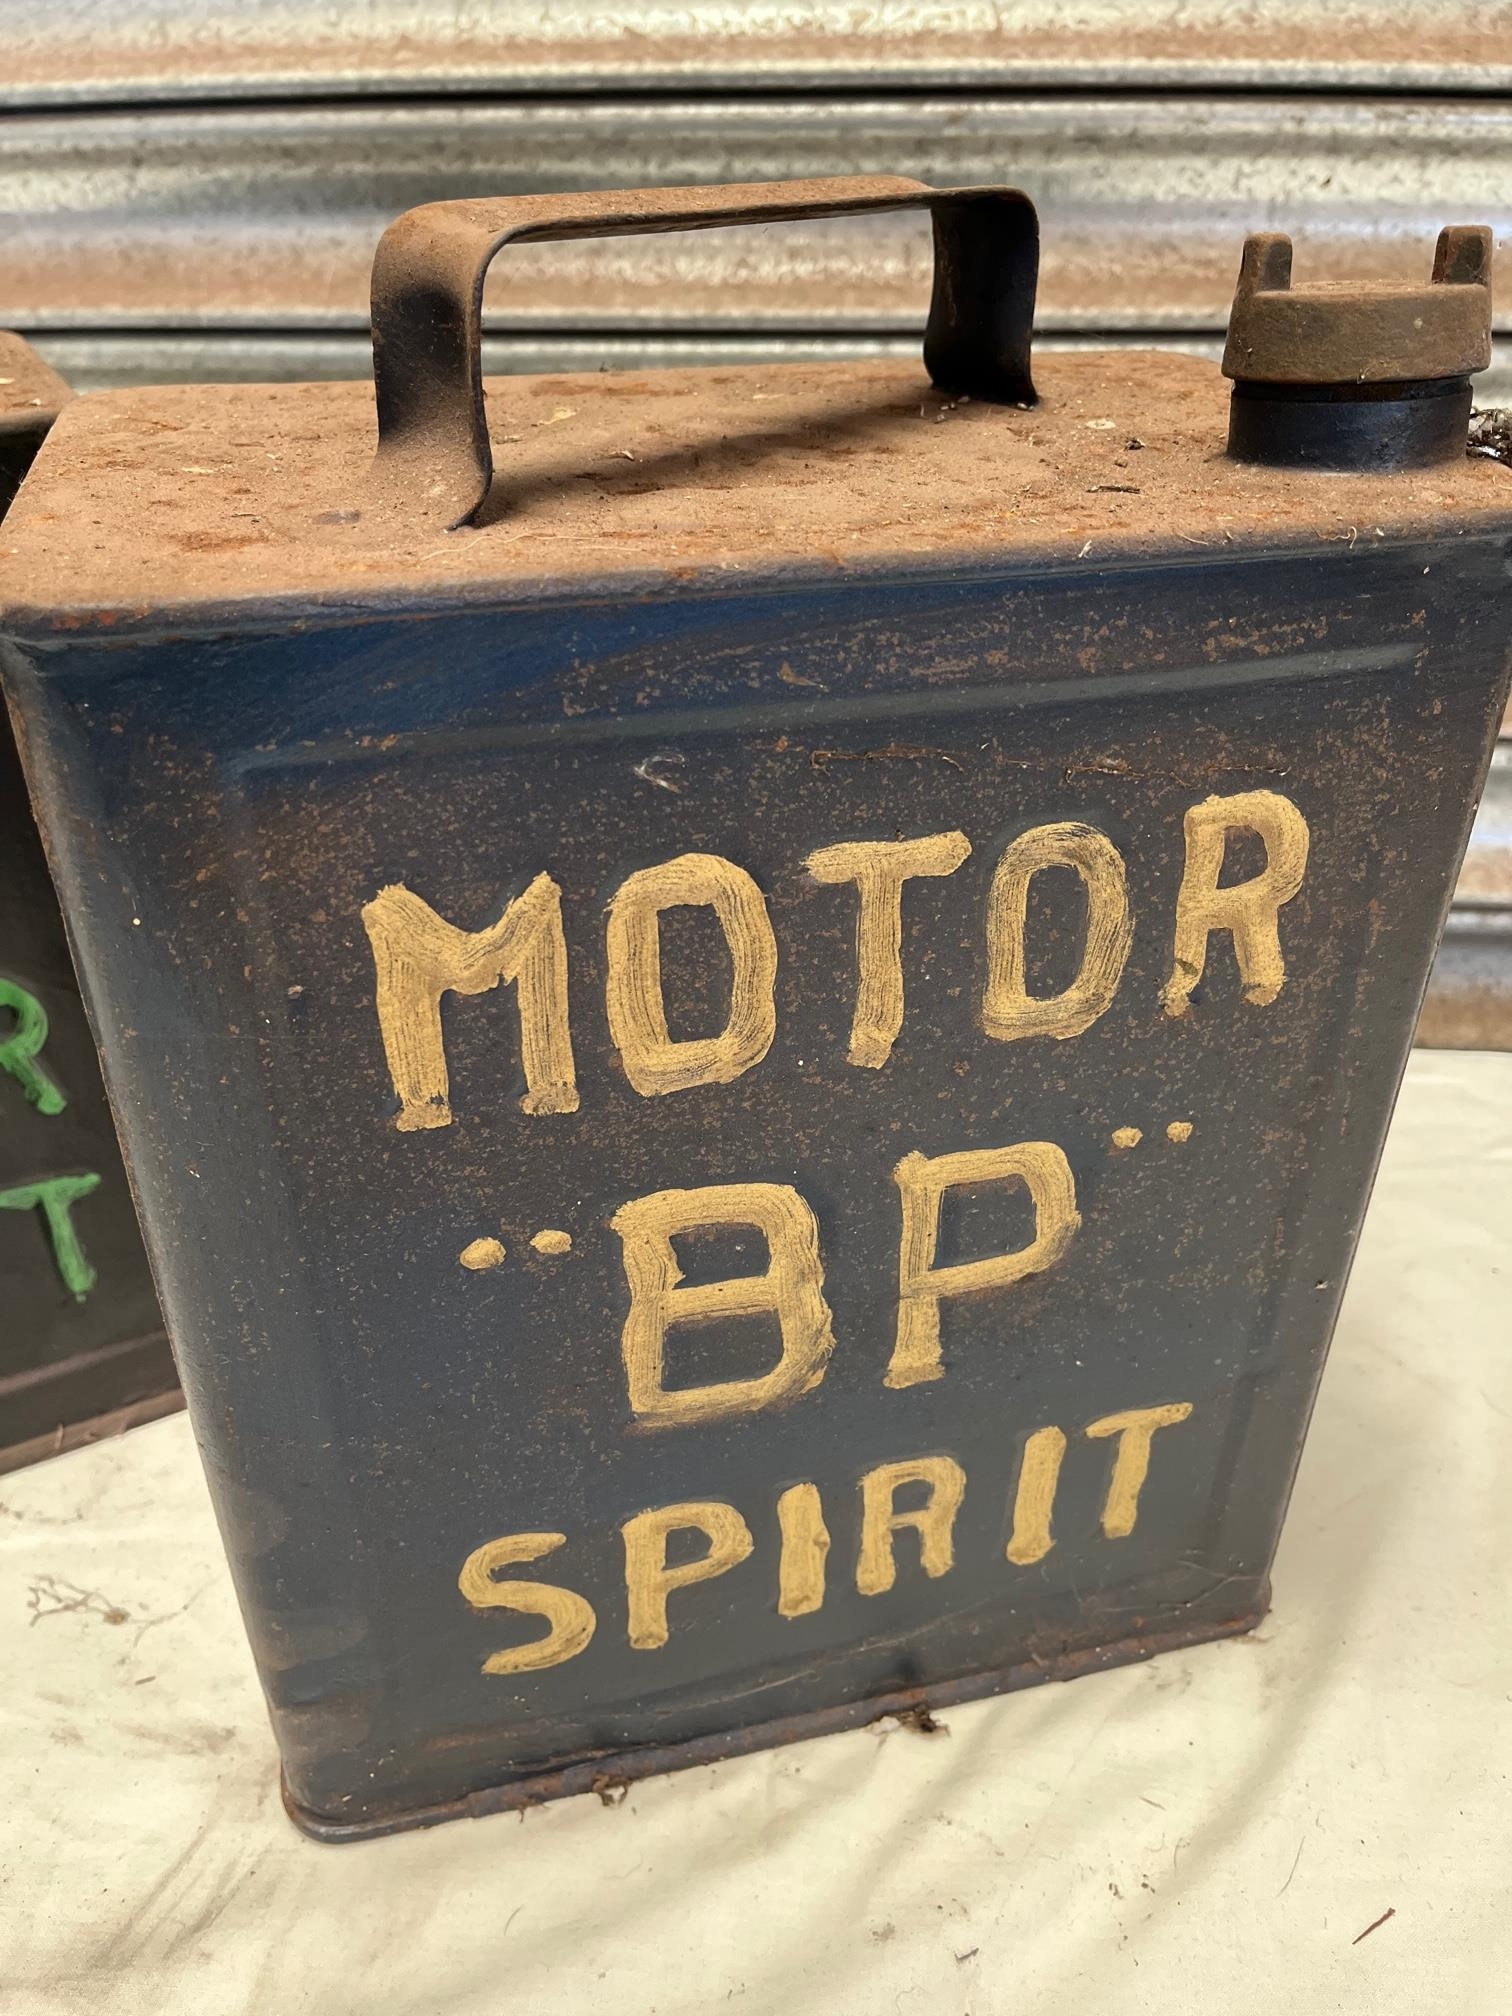 MOTOR
"BP"
SPIRIT
R
T